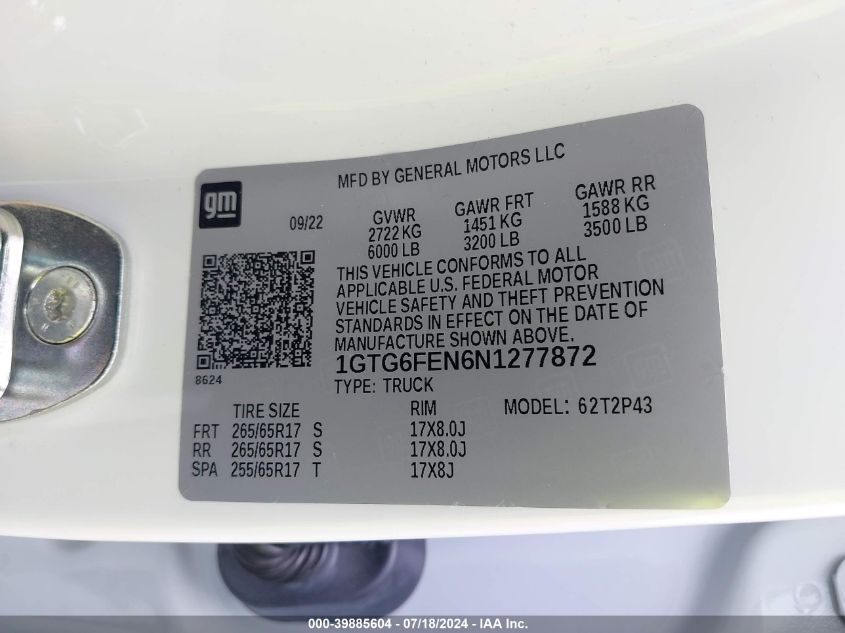 MFD BY GENERAL MOTORS LLC
gm
09/22
GVWR
2722 KG
6000 LB
GAWR FRT
1451 KG
3200 LB
GAWR RR
1588 KG
3500 LB
THIS VEHICLE CONFORMS TO ALL
APPLICABLE U.S. FEDERAL MOTOR
VEHICLE SAFETY AND THEFT PREVENTION
STANDARDS IN EFFECT ON THE DATE OF
MANUFACTURE SHOWN ABOVE.
1GTG6FEN6N1277872
8624
TYPE: TRUCK
MODEL: 62T2P43
TIRE SIZE RIM
FRT 265/65R17 S 17X8.0J
RR 265/65R17 S 17X8.0J
SPA 255/65R17 T 17X8J
000-39885604 - 07/18/2024 - IAA Inc.